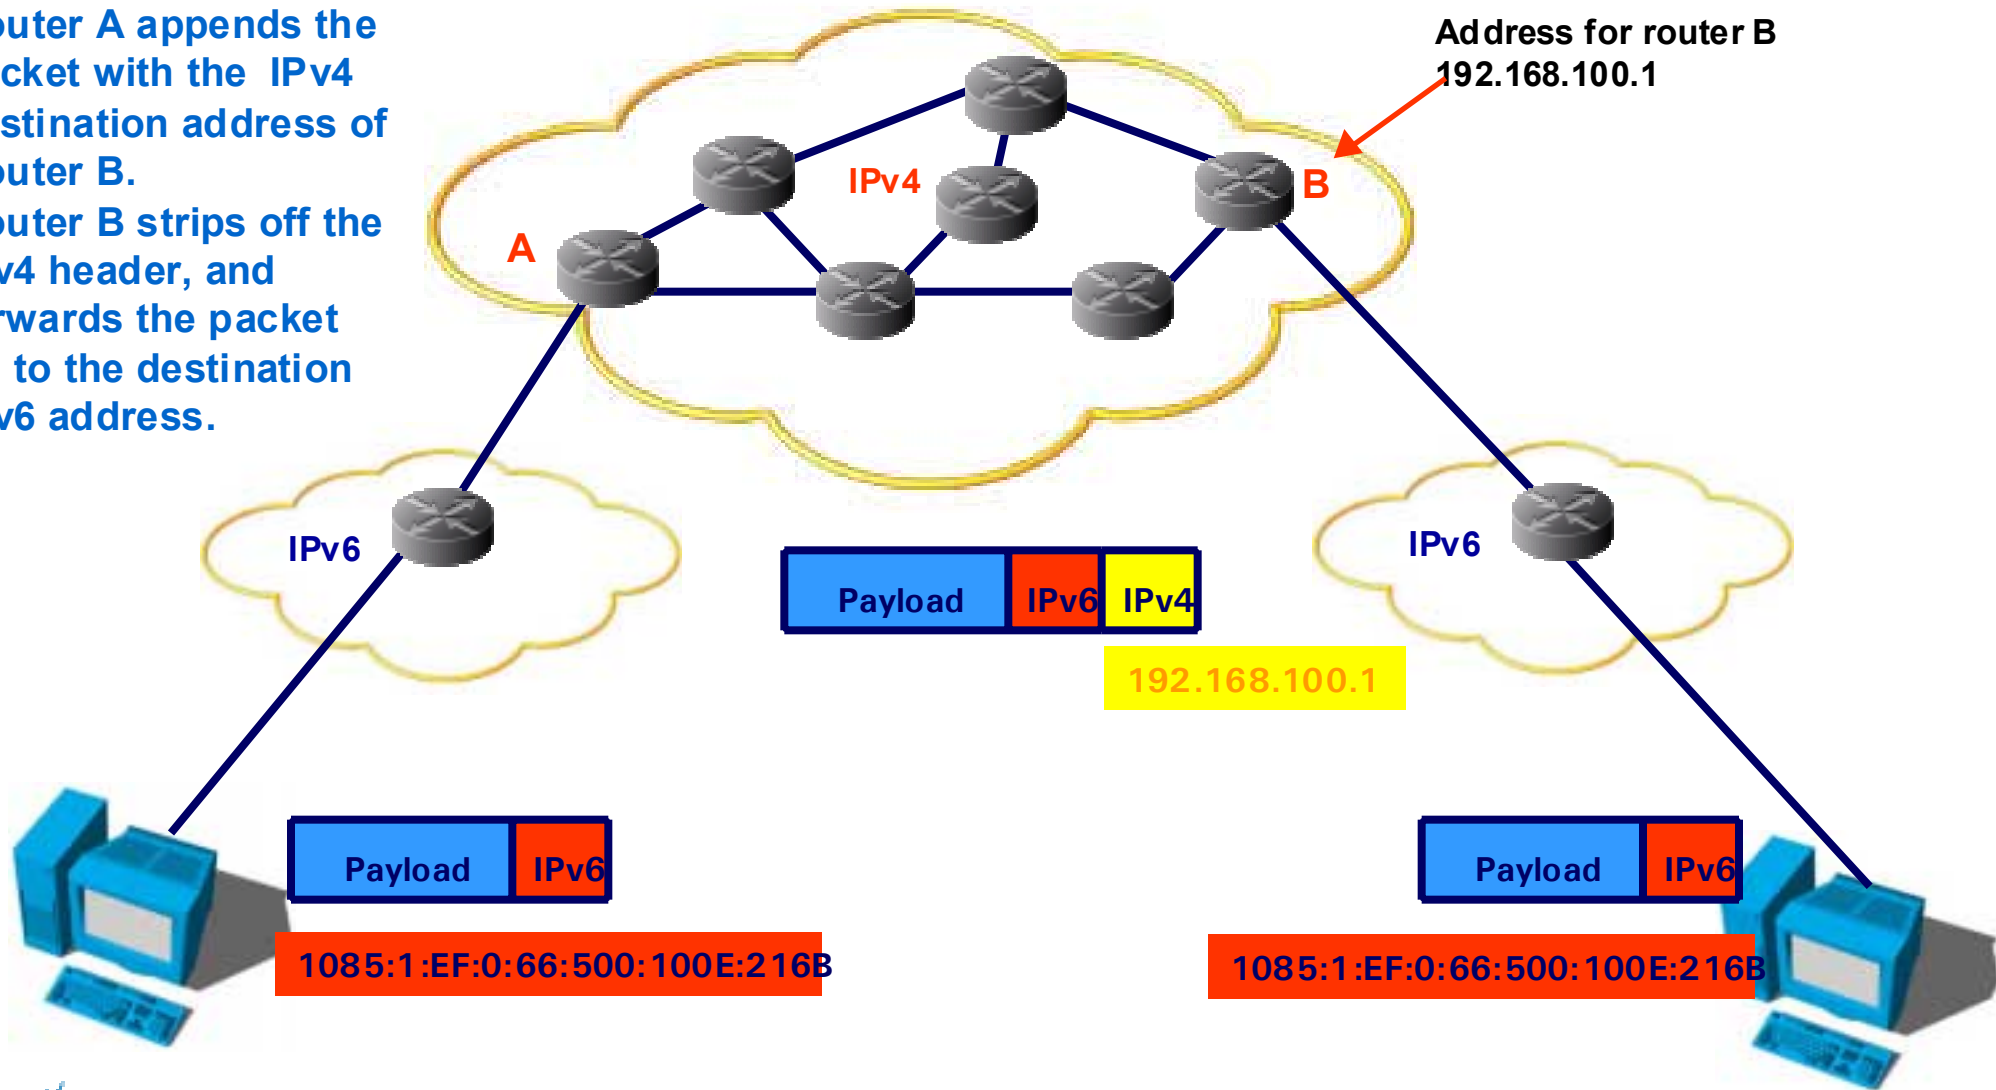 outer A appends the
cket with the IPv4
stination address of
outer B.
outer B strips off the
v4 header, and
rwards the packet
to the destination
v6 address.
Address for router B
192.168.100.1
IPv4
B
A
IPv6
IPv6
Payload IPv6 IPv4
192.168.100.1
Payload IPv6
Payload IPv6
1085:1:EF:0:66:500:100E:216B
1085:1:EF:0:66:500:100E:216B